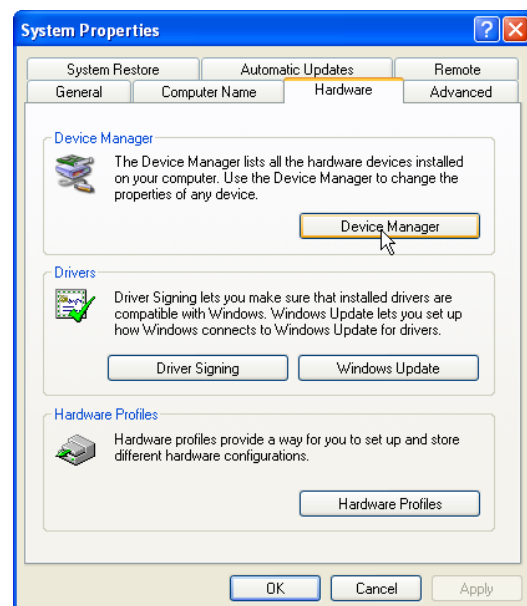 System Properties
System Restore Automatic Updates Remote
General Computer Name Hardware Advanced
Device Manager
The Device Manager lists all the hardware devices installed
on your computer. Use the Device Manager to change the
properties of any device.
Device Manager
Drivers
Driver Signing lets you make sure that installed drivers are
compatible with Windows. Windows Update lets you set up
how Windows connects to Windows Update for drivers.
Driver Signing Windows Update
Hardware Profiles
Hardware profiles provide a way for you to set up and store
different hardware configurations.
Hardware Profiles
OK Cancel Apply